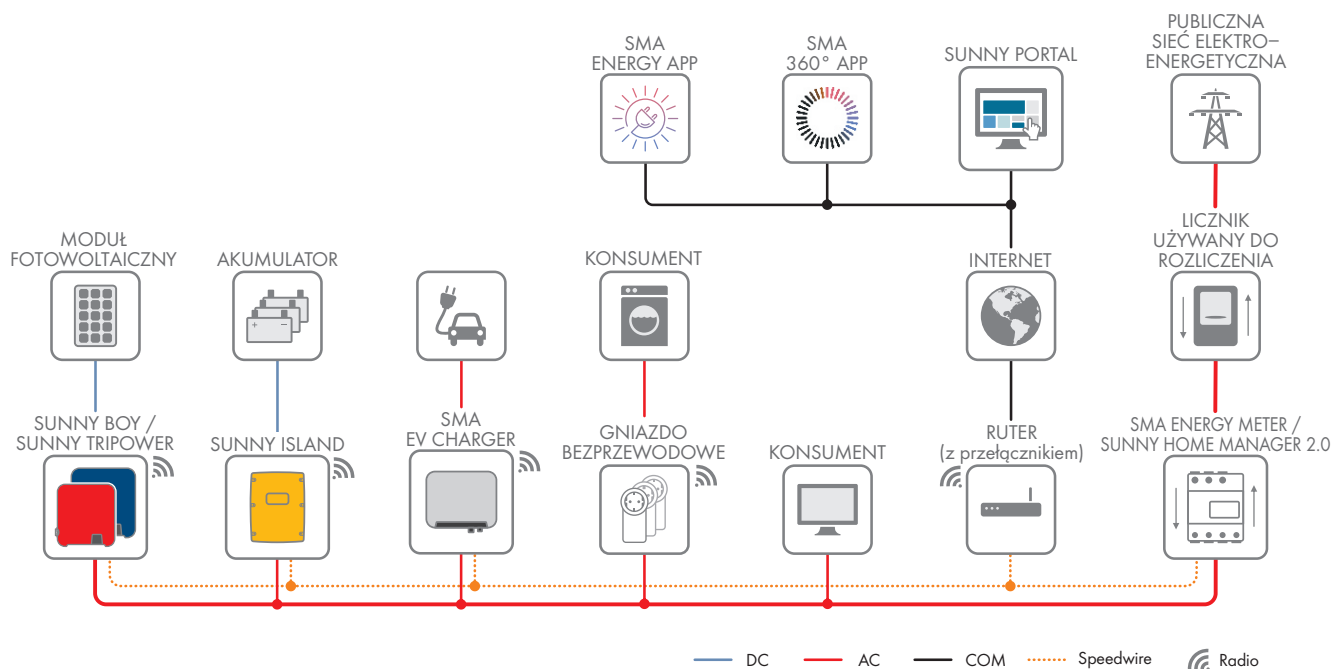 SMA
ENERGY APP
SMA
360° APP
SUNNY PORTAL
PUBLICZNA
SIEĆ ELEKTRO–
ENERGETYCZNA
MODUŁ
FOTOWOLTAICZNY
AKUMULATOR
KONSUMENT
INTERNET
LICZNIK
UŻYWANY DO
ROZLICZENIA
SUNNY BOY /
SUNNY TRIPOWER
SUNNY ISLAND
SMA
EV CHARGER
GNIAZDO
BEZPRZEWODOWE
KONSUMENT
RUTER
(z przełącznikiem)
SMA ENERGY METER /
SUNNY HOME MANAGER 2.0
DC
AC
COM
Speedwire
Radio